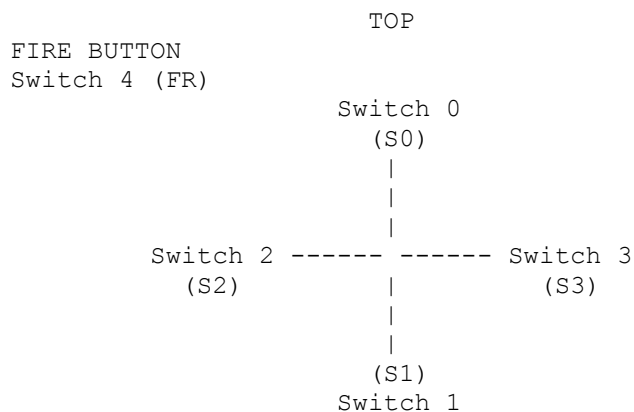 TOP
FIRE BUTTON
Switch 4 (FR)
Switch 0
(S0)
Switch 2 ------ ------ Switch 3
(S2) (S3)
(S1)
Switch 1